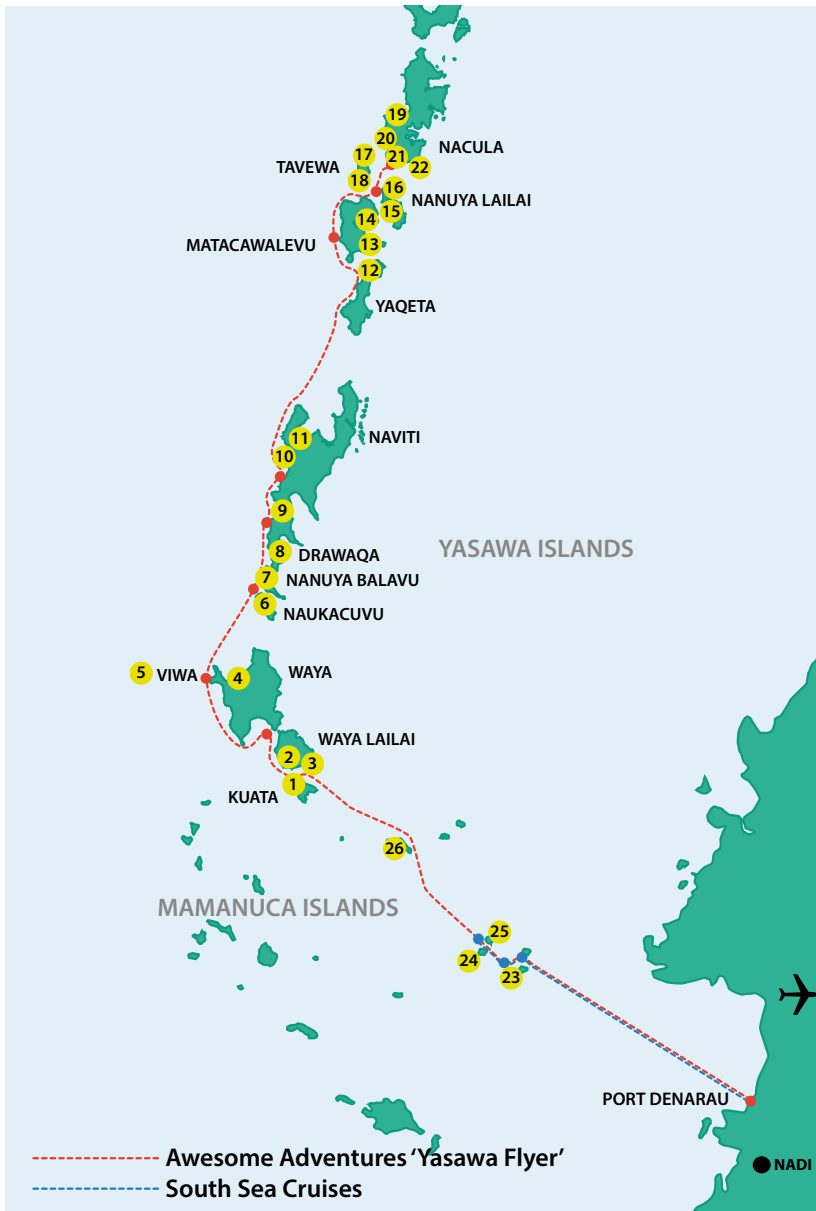 19
20
NACULA
17
21
TAVEWA
22
18
16
NANUYA LAILAI
15
14
MATACAWALEVU
13
12
YAQETA
NAVITI
11
10
9
YASAWA ISLANDS
8
DRAWAQA
7
NANUYA BALAVU
6
NAUKACUVU
5
VIWA
4
WAYA
WAYA LAILAI
2
3
1
KUATA
26
MAMANUCA ISLANDS
25
24
23
PORT DENARAU
Awesome Adventures ‘Yasawa Flyer’
NADI
South Sea Cruises